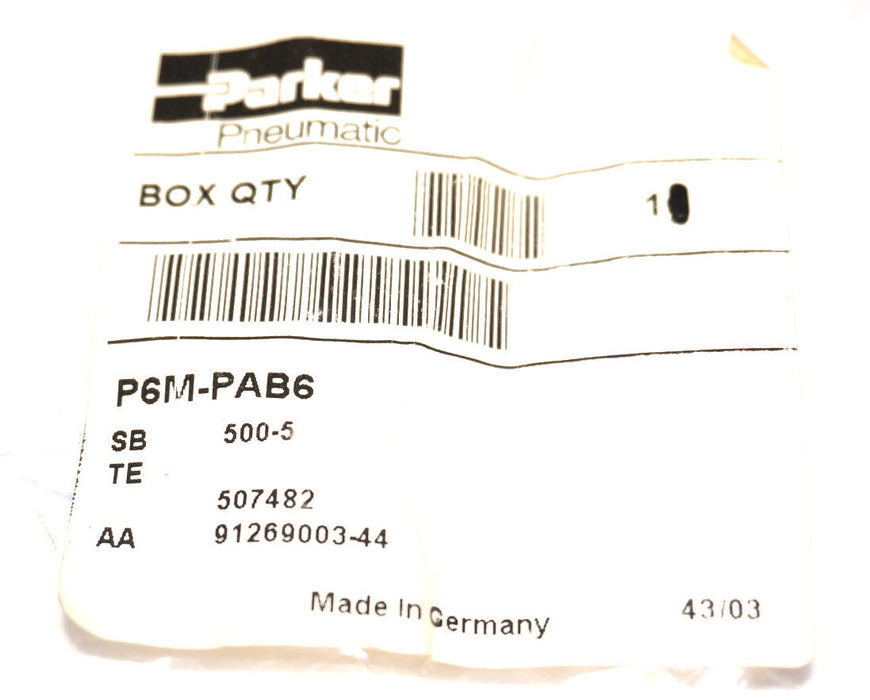 Parker
Pneumatic
BOX QTY 1
P6M-PAB6
SB 500-5
TE
507482
AA 91269003-44
Made In Germany 43/03